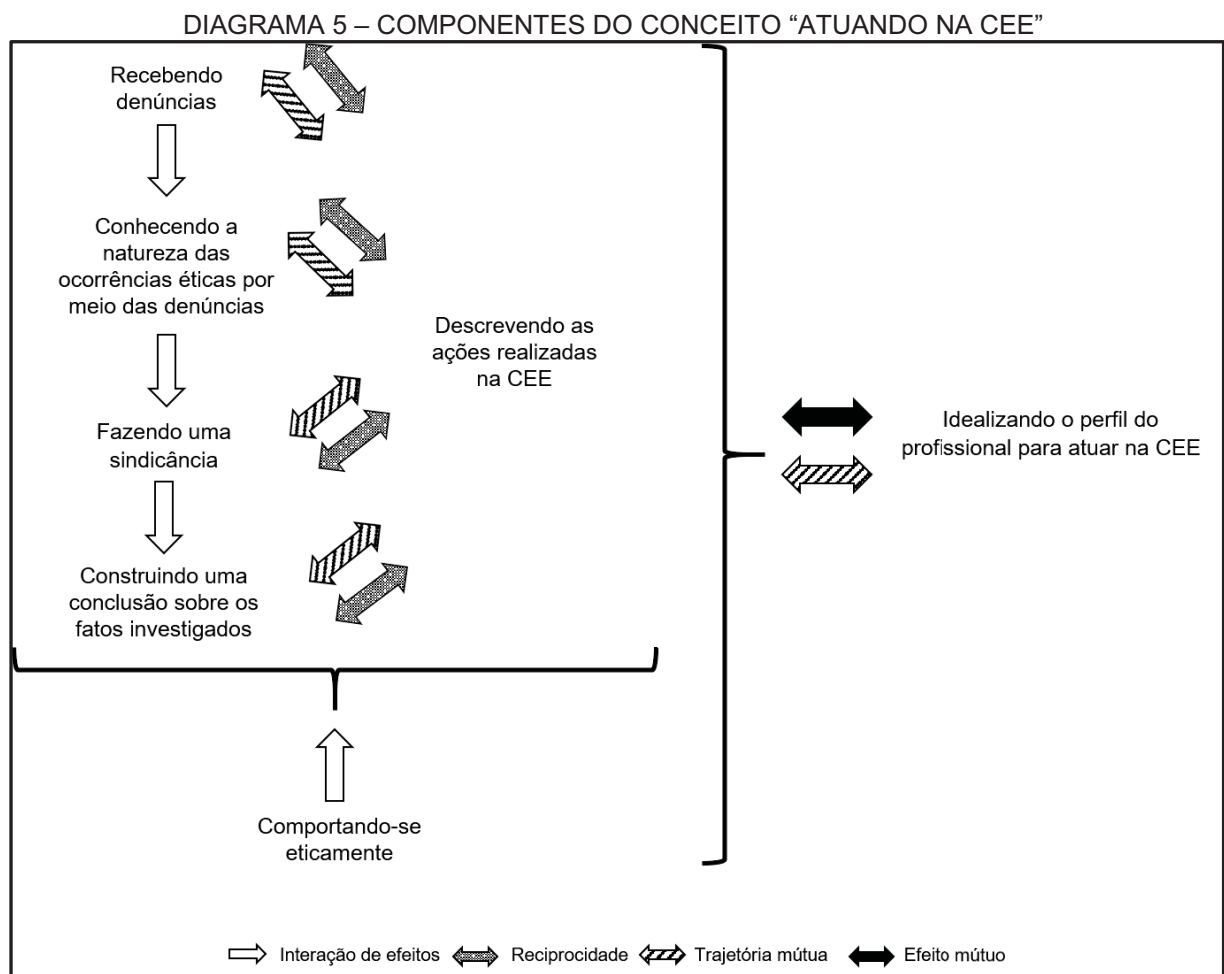 DIAGRAMA 5 – COMPONENTES DO CONCEITO “ATUANDO NA CEE”
Recebendo
denúncias
Conhecendo a
natureza das
ocorrências éticas por
meio das denúncias
Fazendo uma
sindicância
Construindo uma
conclusão sobre os
fatos investigados
Descrevendo as
ações realizadas
na CEE
Comportando-se
eticamente
Idealizando o perfil do
profissional para atuar na CEE
Interação de efeitos
Reciprocidade
Trajetória mútua
Efeito mútuo